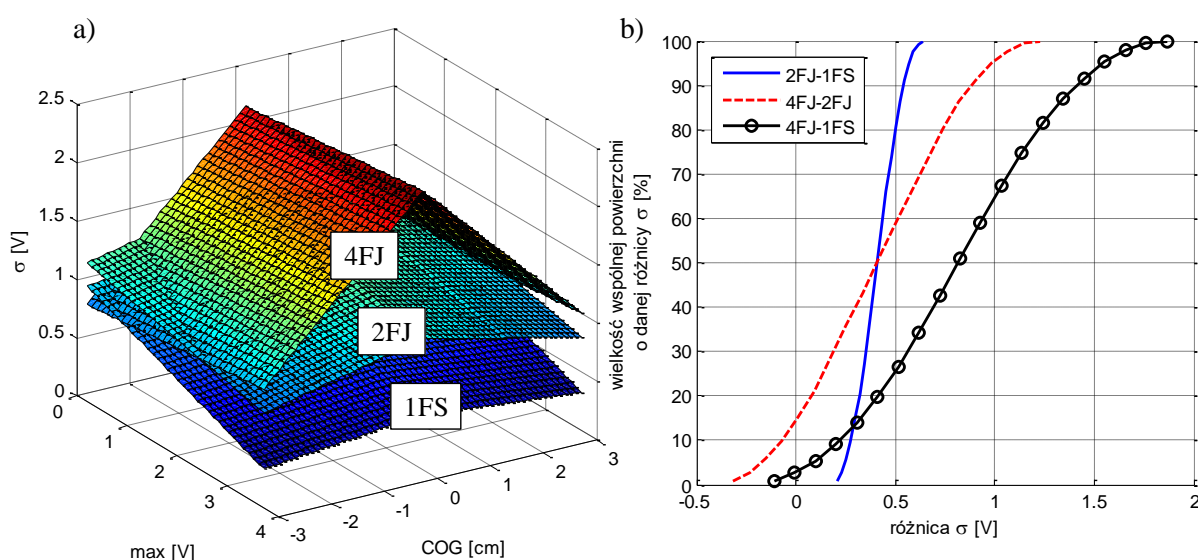 a)
2.5
2
1.5
1
0.5
0
σ [V]
0
1
2
3
4
max [V]
-3
-2
-1
0
1
2
3
COG [cm]
4FJ
2FJ
1FS
b)
100
90
80
70
60
50
40
30
20
10
0
wielkość wspólnej powierzchni
o danej różnicy σ [%]
2FJ-1FS
4FJ-2FJ
4FJ-1FS
-0.5
0
0.5
1
1.5
2
różnica σ [V]